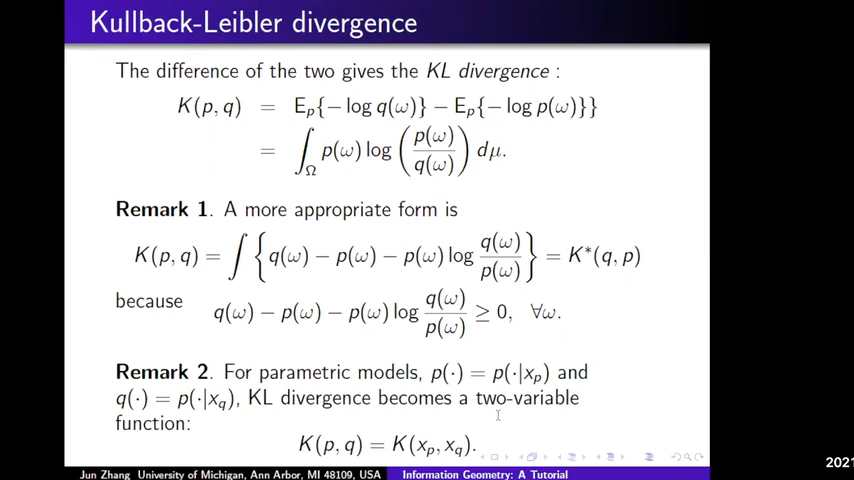 Kullback-Leibler divergence
The difference of the two gives the KL divergence :
K(p, q) = E_p{− log q(ω)} − E_p{− log p(ω)}}
= ∫_Ω p(ω) log (p(ω)/q(ω)) dμ.
Remark 1. A more appropriate form is
K(p, q) = ∫ {q(ω) − p(ω) − p(ω) log q(ω)/p(ω)} = K*(q, p)
because
q(ω) − p(ω) − p(ω) log q(ω)/p(ω) ≥ 0, ∀ω.
Remark 2. For parametric models, p(·) = p(·|x_p) and
q(·) = p(·|x_q), KL divergence becomes a two-variable
function:
K(p, q) = K(x_p, x_q).
Jun Zhang University of Michigan, Ann Arbor, MI 48109, USA Information Geometry: A Tutorial
2021